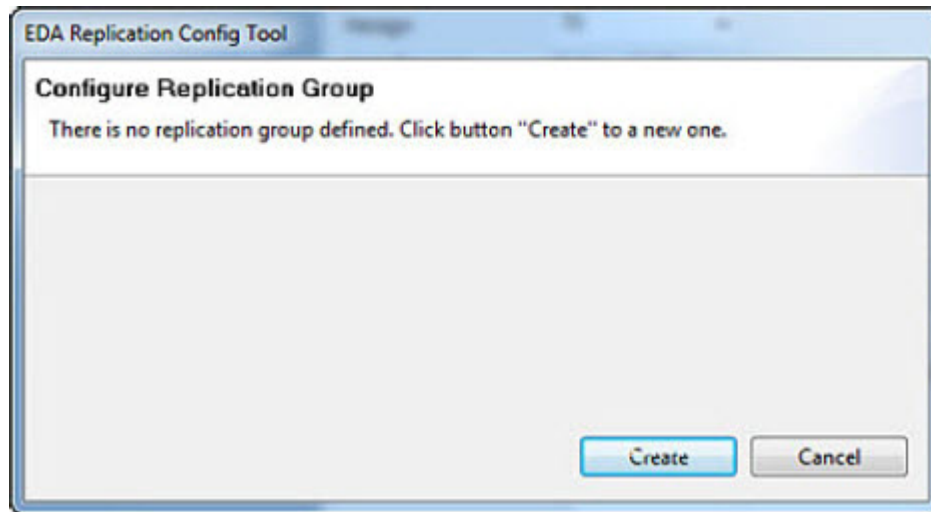 EDA Replication Config Tool
Configure Replication Group
There is no replication group defined. Click button "Create" to a new one.
Create
Cancel